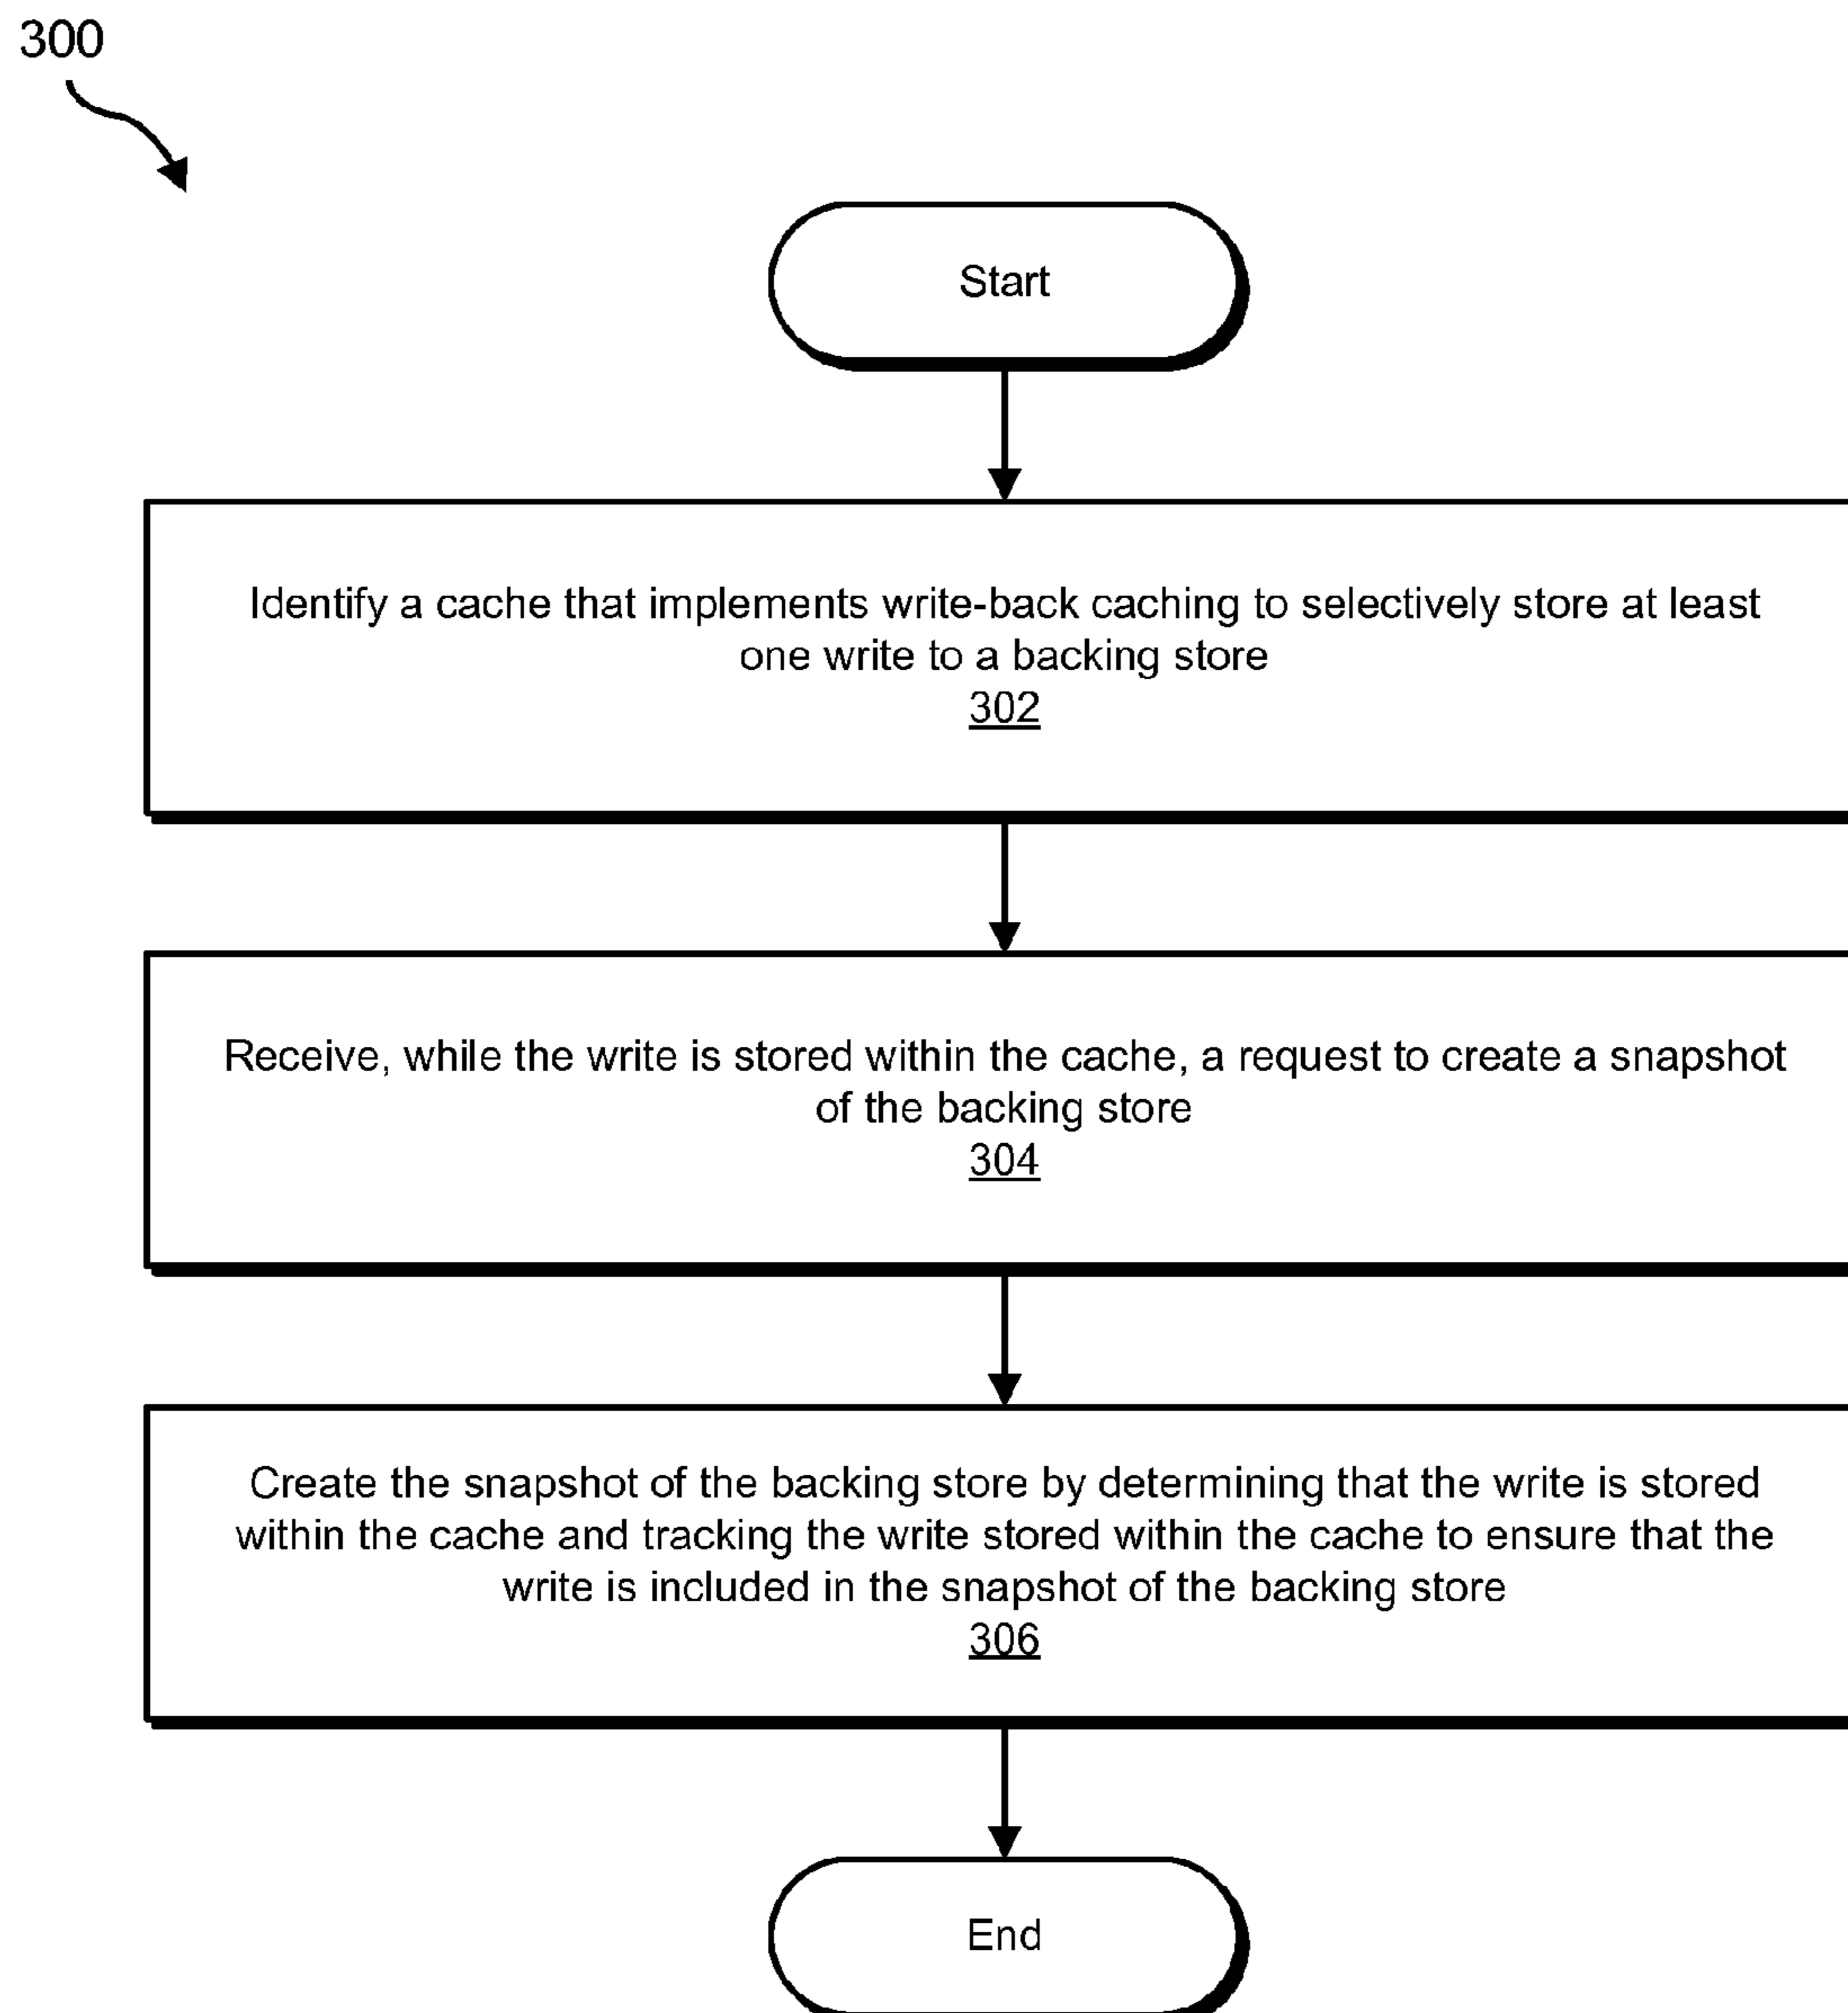 300
Start
Identify a cache that implements write-back caching to selectively store at least
one write to a backing store
302
Receive, while the write is stored within the cache, a request to create a snapshot
of the backing store
304
Create the snapshot of the backing store by determining that the write is stored
within the cache and tracking the write stored within the cache to ensure that the
write is included in the snapshot of the backing store
306
End